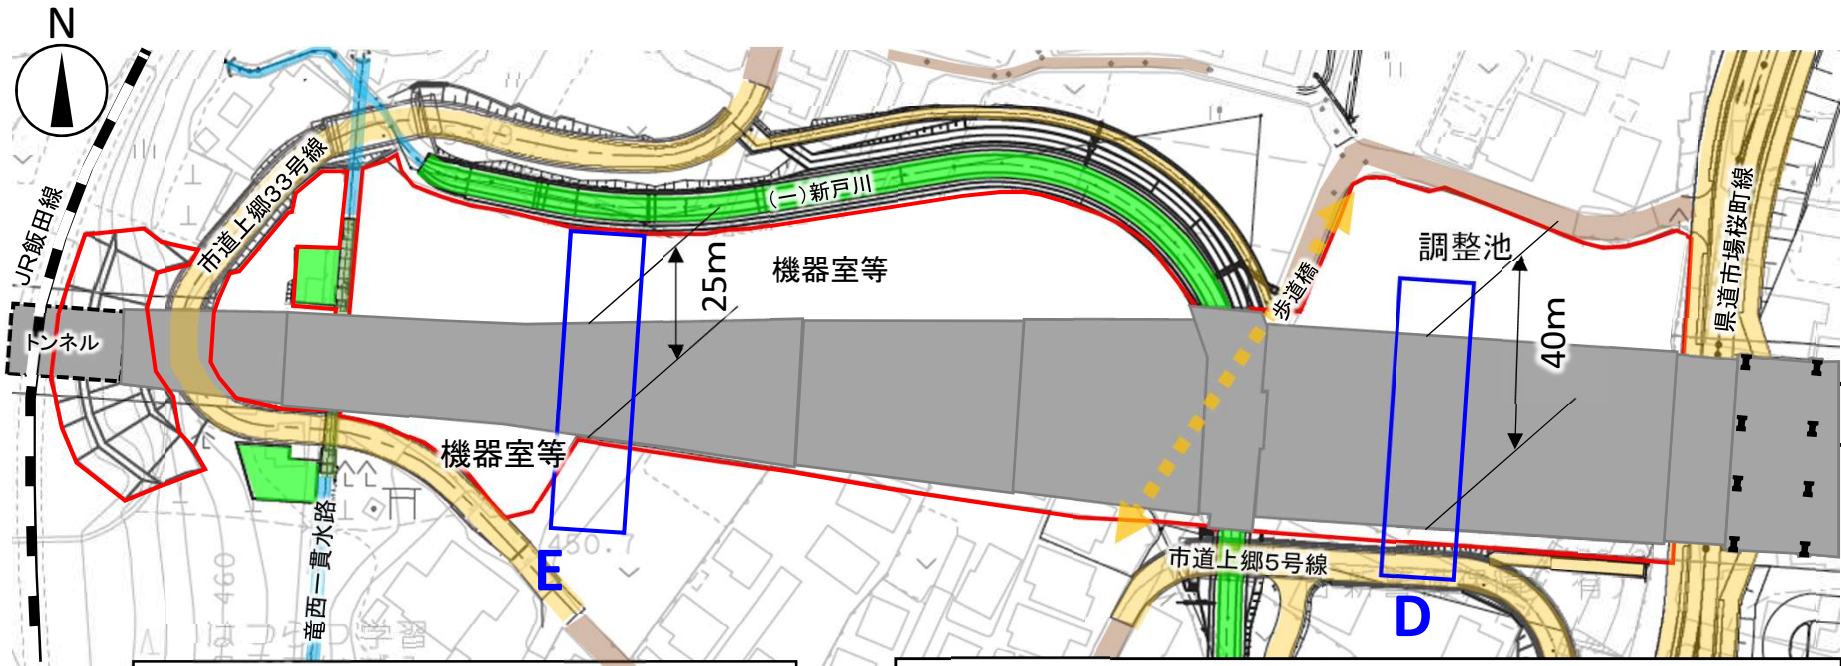 N
JR飯田線
市道上郷33号線
(一)新戸川
機器室等
25m
調整池
40m
歩道橋
県道市場桜町線
トンネル
機器室等
450.7
E
市道上郷5号線
D
竜西一貫水路
460